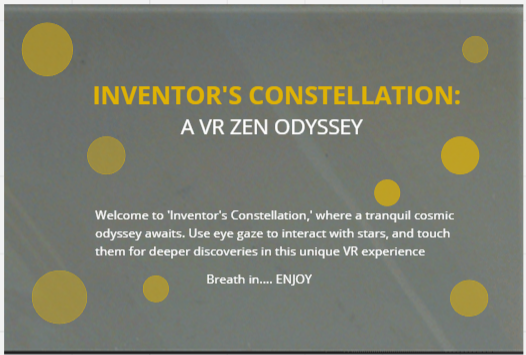 INVENTOR'S CONSTELLATION:
A VR ZEN ODYSSEY
Welcome to 'Inventor's Constellation,' where a tranquil cosmic
odyssey awaits. Use eye gaze to interact with stars, and touch
them for deeper discoveries in this unique VR experience
Breath in.... ENJOY